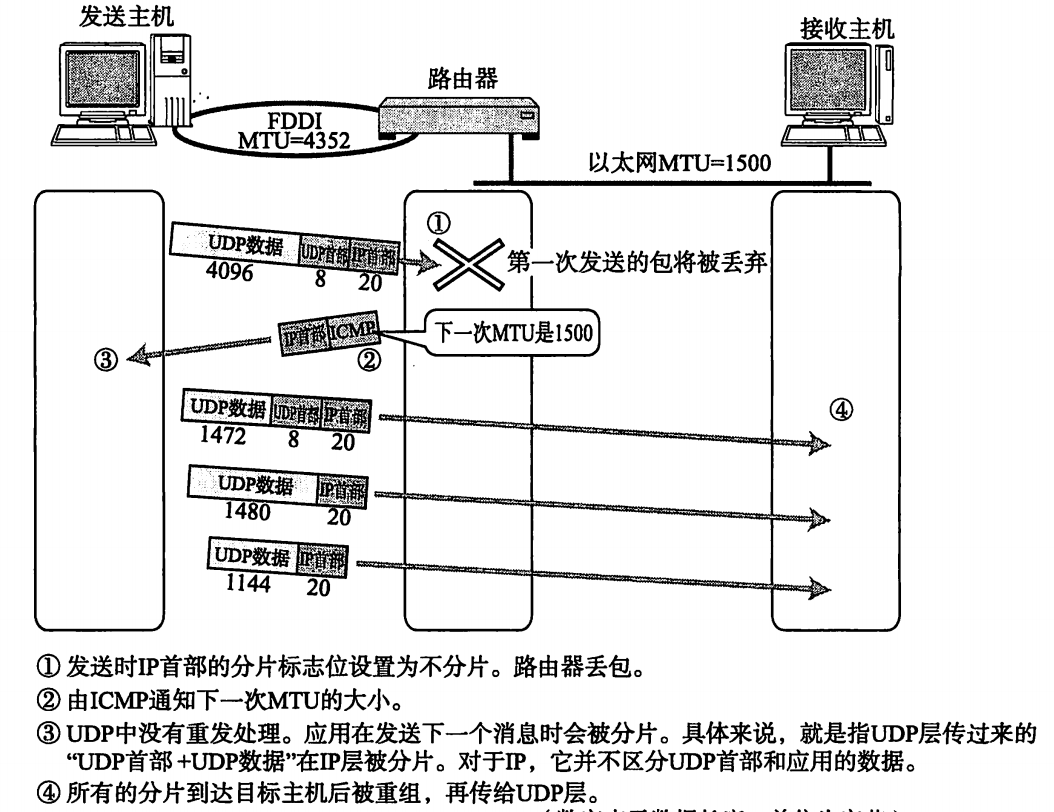 发送主机
接收主机
路由器
FDDI
MTU=4352
以太网MTU=1500
①
UDP数据 UDP首部 IP首部
4096 8 20
第一次发送的包将被丢弃
IP首部 ICMP
下一次MTU是1500
③
②
UDP数据 UDP首部 IP首部
1472 8 20
④
UDP数据 IP首部
1480 20
UDP数据 IP首部
1144 20
① 发送时IP首部的分片标志位设置为不分片。路由器丢包。
② 由ICMP通知下一次MTU的大小。
③ UDP中没有重发处理。应用在发送下一个消息时会被分片。具体来说，就是指UDP层传过来的
“UDP首部 +UDP数据”在IP层被分片。对于IP，它并不区分UDP首部和应用的数据。
④ 所有的分片到达目标主机后被重组，再传给UDP层。